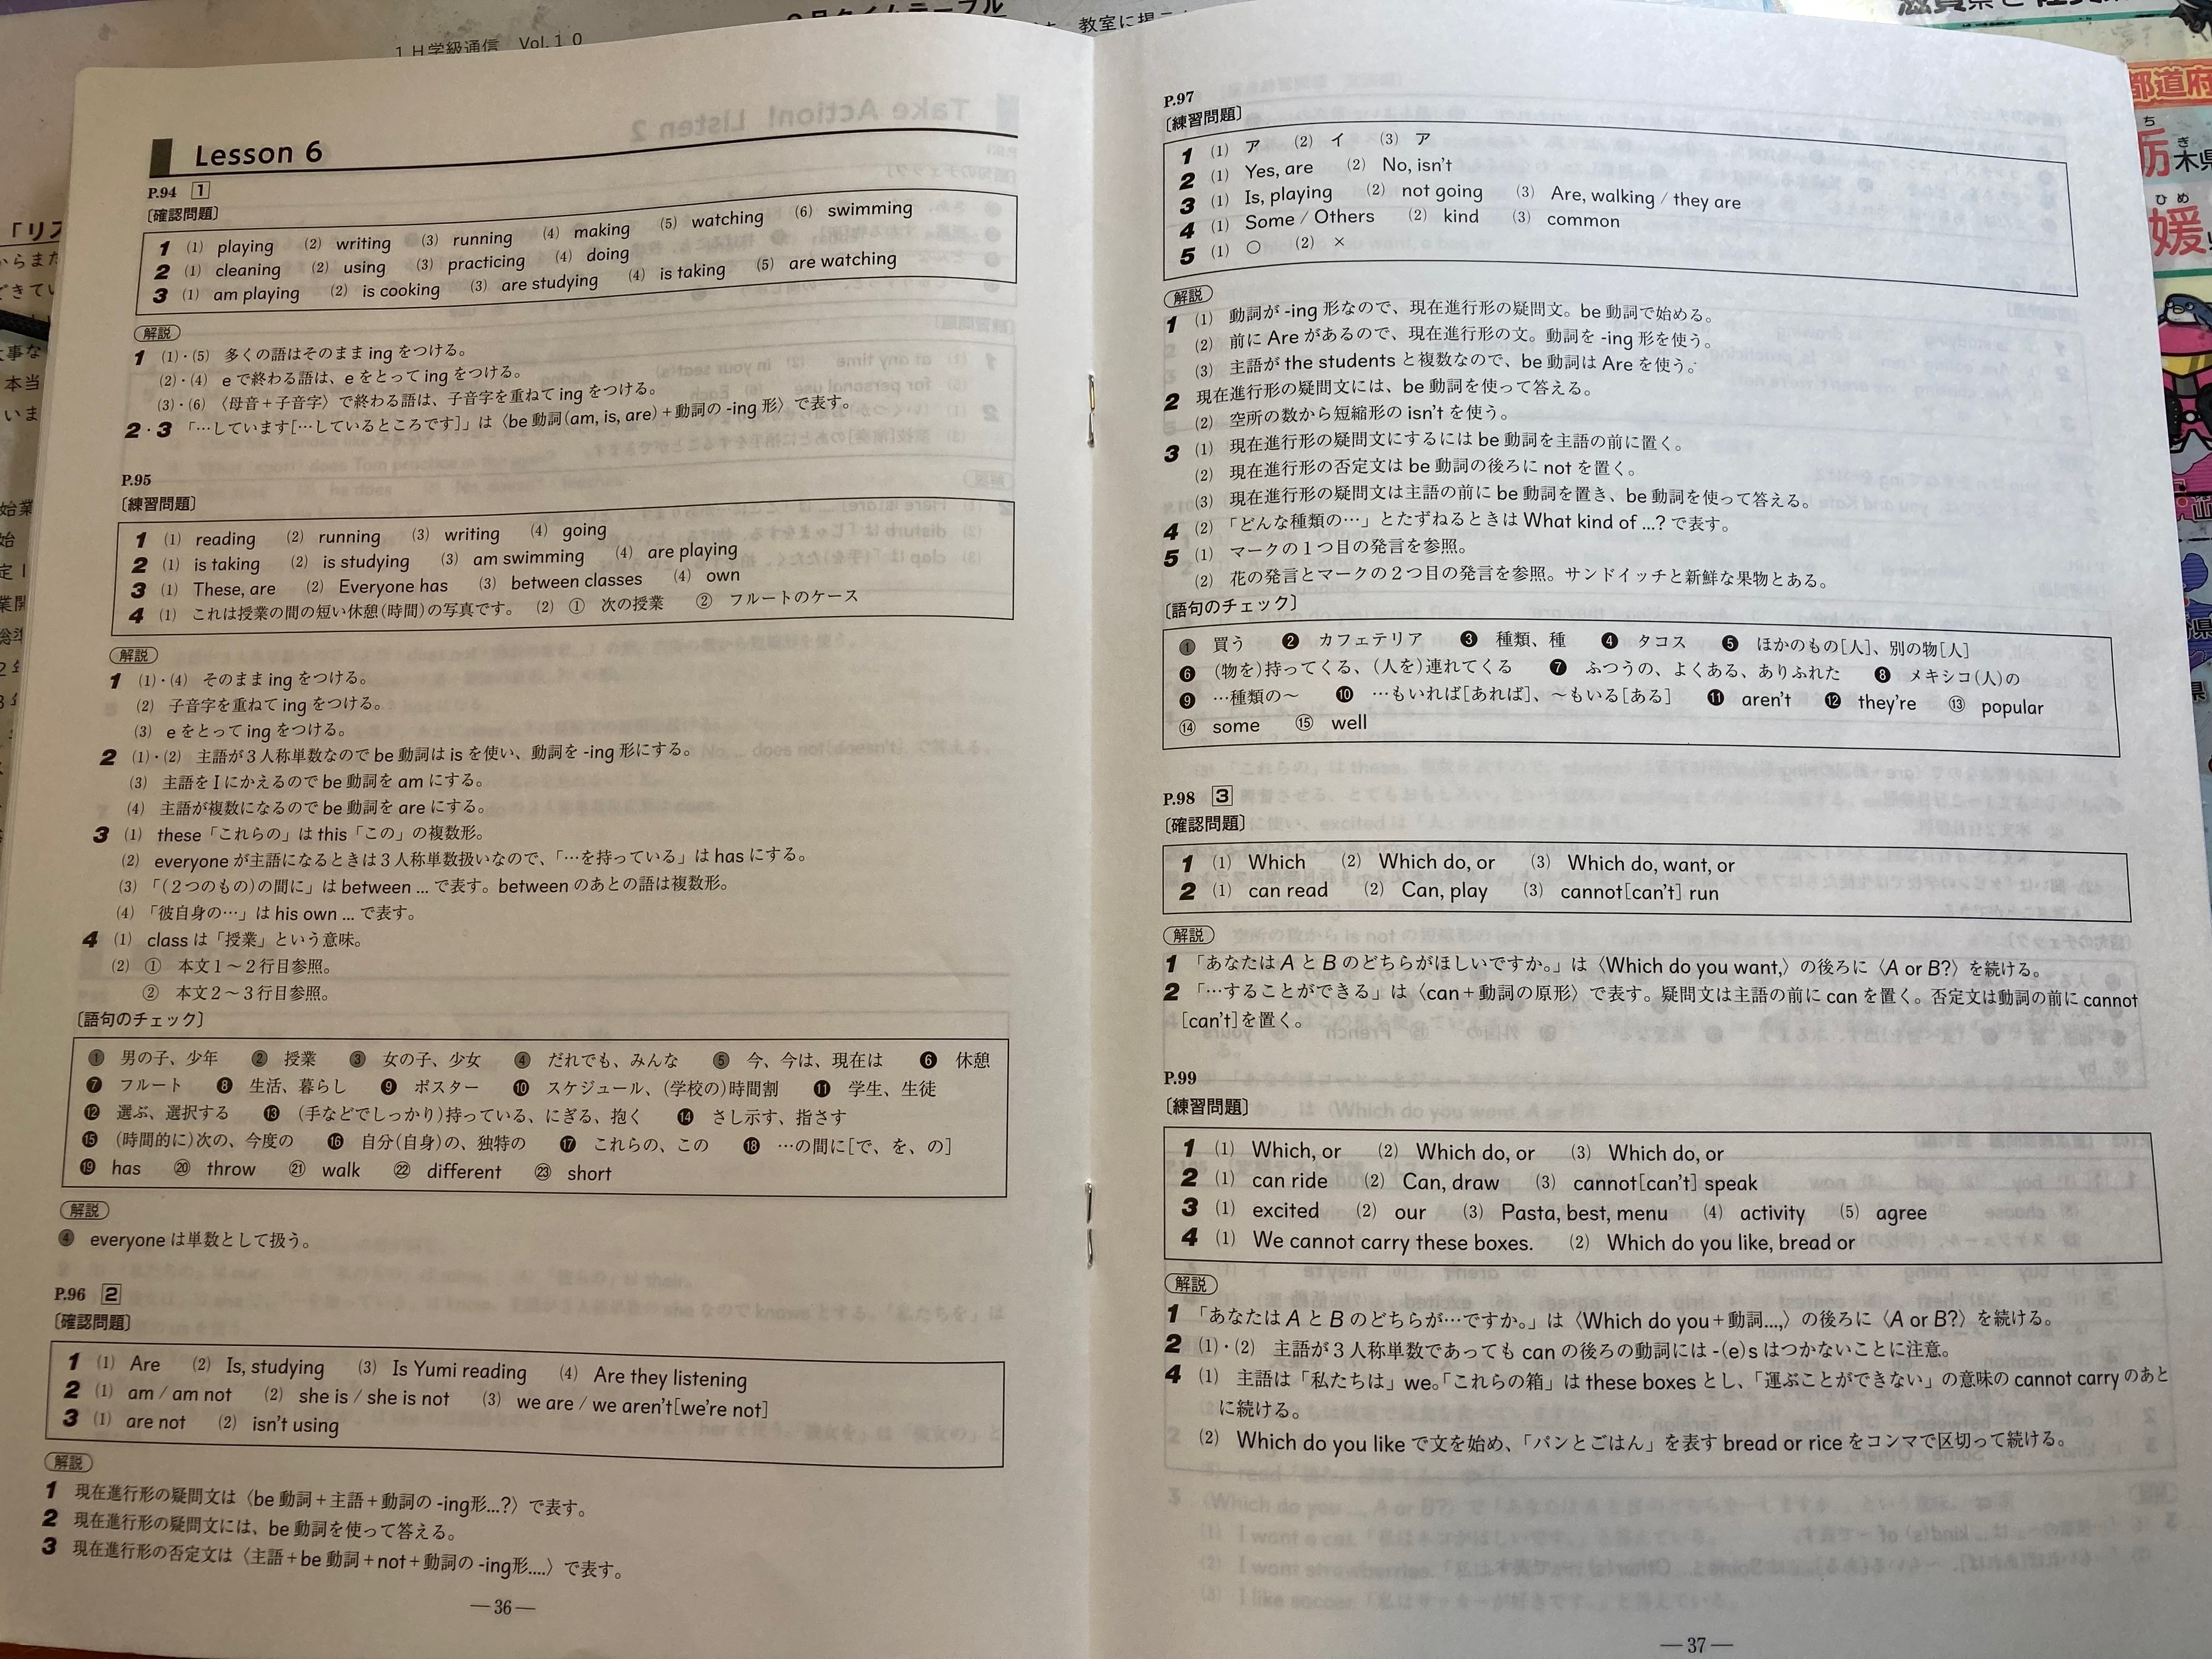 1H学級通信 Vol.10
9月タイムテーブル
教室に掲示
Lesson 6
P.94 1
〔確認問題〕
1 (1) playing (2) writing (3) running (4) making (5) watching (6) swimming
2 (1) cleaning (2) using (3) practicing (4) doing
3 (1) am playing (2) is cooking (3) are studying (4) is taking (5) are watching
解説
1 (1)・(5) 多くの語はそのまま ing をつける。
(2)・(4) e で終わる語は、e をとって ing をつける。
(3)・(6) 〈母音+子音字〉で終わる語は、子音字を重ねて ing をつける。
2・3 「…しています[…しているところです]」は〈be 動詞(am, is, are)+動詞の -ing 形〉で表す。
P.95
〔練習問題〕
1 (1) reading (2) running (3) writing (4) going
2 (1) is taking (2) is studying (3) am swimming (4) are playing
3 (1) These, are (2) Everyone has (3) between classes (4) own
4 (1) これは授業の間の短い休憩(時間)の写真です。 (2) ① 次の授業 ② フルートのケース
解説
1 (1)・(4) そのまま ing をつける。
(2) 子音字を重ねて ing をつける。
(3) e をとって ing をつける。
2 (1)・(2) 主語が3人称単数なので be 動詞は is を使い、動詞を -ing 形にする。
(3) 主語を I にかえるので be 動詞を am にする。
(4) 主語が複数になるので be 動詞を are にする。
3 (1) these「これらの」は this「この」の複数形。
(2) everyone が主語になるときは3人称単数扱いなので、「…を持っている」は has にする。
(3) 「(2つのもの)の間に」は between … で表す。between のあとの語は複数形。
(4) 「彼自身の…」は his own … で表す。
4 (1) class は「授業」という意味。
(2) ① 本文1~2行目参照。
② 本文2~3行目参照。
〔語句のチェック〕
❶ 男の子、少年 ❷ 授業 ❸ 女の子、少女 ❹ だれでも、みんな ❺ 今、今は、現在は ❻ 休憩
❼ フルート ❽ 生活、暮らし ❾ ポスター ❿ スケジュール、(学校の)時間割 ⓫ 学生、生徒
⓬ 選ぶ、選択する ⓭ (手などでしっかり)持っている、にぎる、抱く ⓮ さし示す、指さす
⓯ (時間的に)次の、今度の ⓰ 自分(自身)の、独特の ⓱ これらの、この ⓲ …の間に[で、を、の]
⓳ has ⑳ throw ㉑ walk ㉒ different ㉓ short
解説
❹ everyone は単数として扱う。
P.96 2
〔確認問題〕
1 (1) Are (2) Is, studying (3) Is Yumi reading (4) Are they listening
2 (1) am / am not (2) she is / she is not (3) we are / we aren't[we're not]
3 (1) are not (2) isn't using
解説
1 現在進行形の疑問文は〈be 動詞+主語+動詞の -ing形…?〉で表す。
2 現在進行形の疑問文には、be 動詞を使って答える。
3 現在進行形の否定文は〈主語+be 動詞+not+動詞の -ing形….〉で表す。
—36—
P.97
〔練習問題〕
1 (1) ア (2) イ (3) ア
2 (1) Yes, are (2) No, isn't
3 (1) Is, playing (2) not going (3) Are, walking / they are
4 (1) Some / Others (2) kind (3) common
5 (1) ○ (2) ×
解説
1 (1) 動詞が -ing 形なので、現在進行形の疑問文。be 動詞で始める。
(2) 前に Are があるので、現在進行形の文。動詞を -ing 形を使う。
(3) 主語が the students と複数なので、be 動詞は Are を使う。
2 現在進行形の疑問文には、be 動詞を使って答える。
(2) 空所の数から短縮形の isn't を使う。
3 (1) 現在進行形の疑問文にするには be 動詞を主語の前に置く。
(2) 現在進行形の否定文は be 動詞の後ろに not を置く。
(3) 現在進行形の疑問文は主語の前に be 動詞を置き、be 動詞を使って答える。
4 (2) 「どんな種類の…」とたずねるときは What kind of …? で表す。
5 (1) マークの1つ目の発言を参照。
(2) 花の発言とマークの2つ目の発言を参照。サンドイッチと新鮮な果物とある。
〔語句のチェック〕
❶ 買う ❷ カフェテリア ❸ 種類、種 ❹ タコス ❺ ほかのもの[人]、別の物[人]
❻ (物を)持ってくる、(人を)連れてくる ❼ ふつうの、よくある、ありふれた ❽ メキシコ(人)の
❾ …種類の~ ❿ …もいれば[あれば]、~もいる[ある] ⓫ aren't ⓬ they're ⑬ popular
⑭ some ⑮ well
P.98 3
〔確認問題〕
1 (1) Which (2) Which do, or (3) Which do, want, or
2 (1) can read (2) Can, play (3) cannot[can't] run
解説
1 「あなたは A と B のどちらがほしいですか。」は〈Which do you want,〉の後ろに〈A or B?〉を続ける。
2 「…することができる」は〈can+動詞の原形〉で表す。疑問文は主語の前に can を置く。否定文は動詞の前に cannot
[can't]を置く。
P.99
〔練習問題〕
1 (1) Which, or (2) Which do, or (3) Which do, or
2 (1) can ride (2) Can, draw (3) cannot[can't] speak
3 (1) excited (2) our (3) Pasta, best, menu (4) activity (5) agree
4 (1) We cannot carry these boxes. (2) Which do you like, bread or
解説
1 「あなたは A と B のどちらが…ですか。」は〈Which do you+動詞…,〉の後ろに〈A or B?〉を続ける。
2 (1)・(2) 主語が3人称単数であっても can の後ろの動詞には -(e)s はつかないことに注意。
4 (1) 主語は「私たちは」we。「これらの箱」は these boxes とし、「運ぶことができない」の意味の cannot carry のあと
に続ける。
(2) Which do you like で文を始め、「パンとごはん」を表す bread or rice をコンマで区切って続ける。
—37—
都道府
栃木県
媛